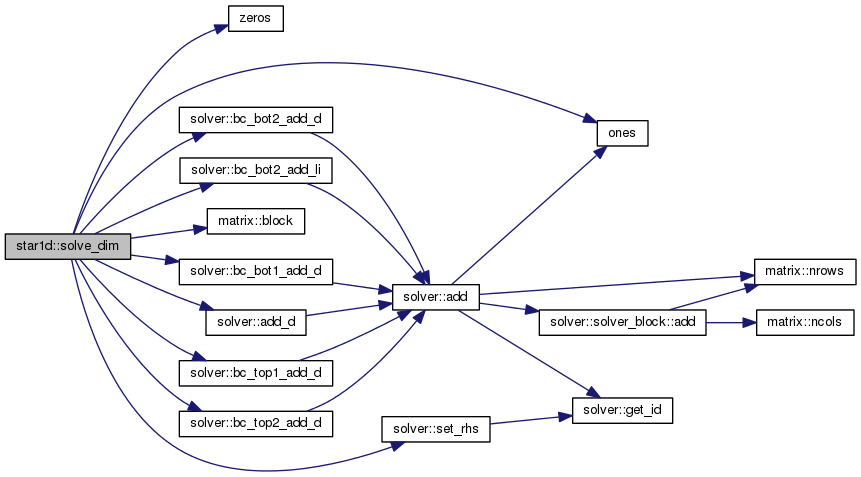 zeros
solver::bc_bot2_add_d
ones
solver::bc_bot2_add_li
matrix::block
star1d::solve_dim
solver::bc_bot1_add_d
matrix::nrows
solver::add
solver::add_d
solver::solver_block::add
matrix::ncols
solver::bc_top1_add_d
solver::get_id
solver::bc_top2_add_d
solver::set_rhs